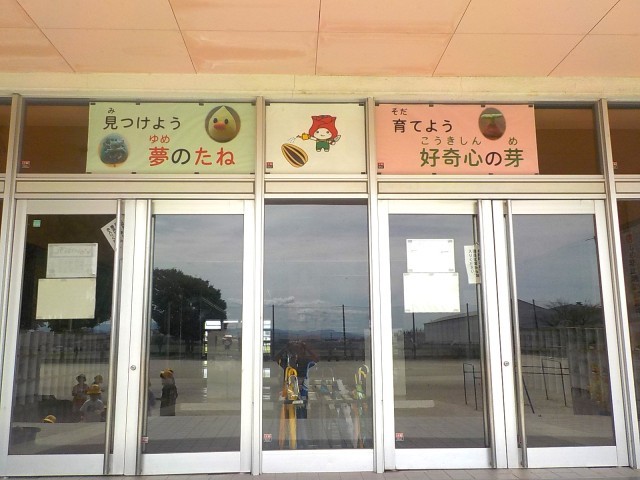 み
見つけよう
ゆめ
夢のたね
そだ
育てよう
こうきしん め
好奇心の芽